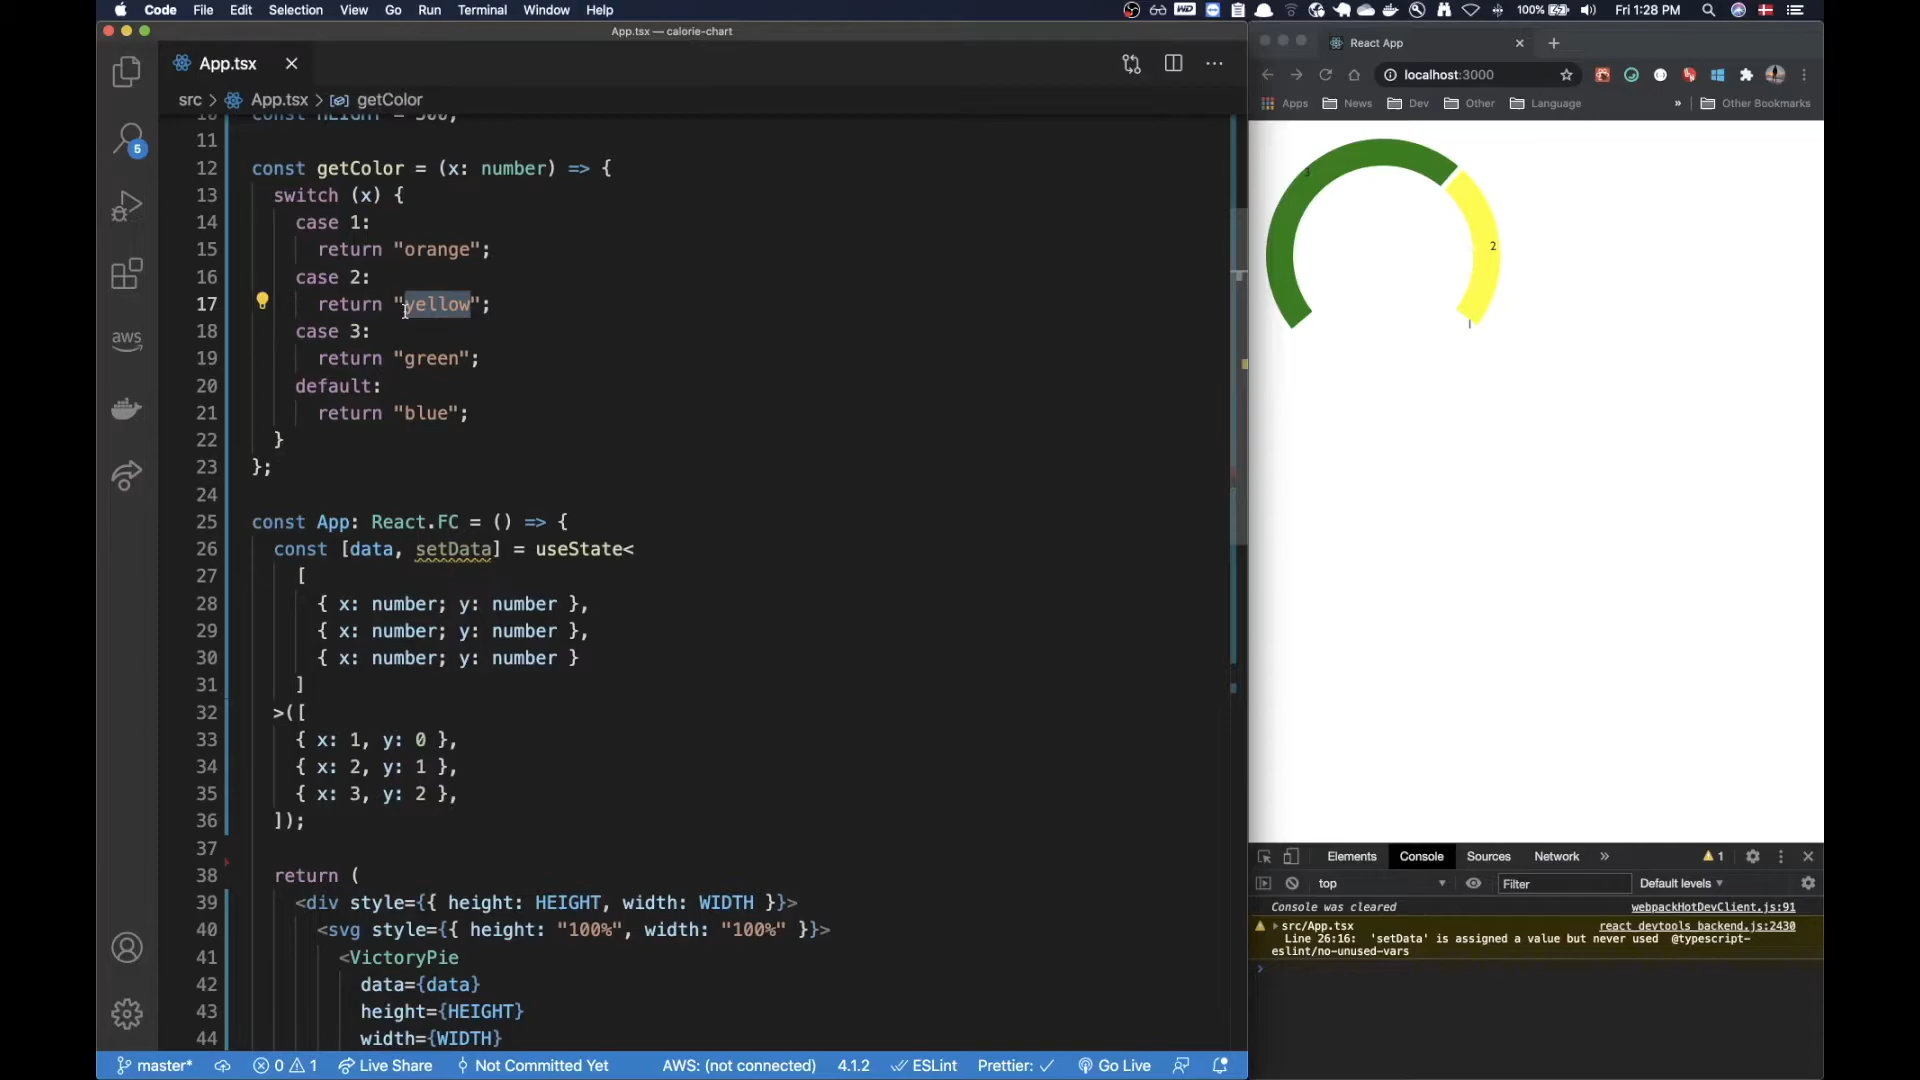 Code File Edit Selection View Go Run Terminal Window Help
100% Fri 1:28 PM
App.tsx — calorie-chart
App.tsx
src > App.tsx > getColor
5
aws
11
12 const getColor = (x: number) => {
13 switch (x) {
14 case 1:
15 return "orange";
16 case 2:
17 return "yellow";
18 case 3:
19 return "green";
20 default:
21 return "blue";
22 }
23 };
24
25 const App: React.FC = () => {
26 const [data, setData] = useState<
27 [
28 { x: number; y: number },
29 { x: number; y: number },
30 { x: number; y: number }
31 ]
32 >([
33 { x: 1, y: 0 },
34 { x: 2, y: 1 },
35 { x: 3, y: 2 },
36 ]);
37
38 return (
39 <div style={{ height: HEIGHT, width: WIDTH }}>
40 <svg style={{ height: "100%", width: "100%" }}>
41 <VictoryPie
42 data={data}
43 height={HEIGHT}
44 width={WIDTH}
master* 0 1 Live Share Not Committed Yet AWS: (not connected) 4.1.2 ESLint Prettier: ✓ Go Live
React App
localhost:3000
Apps News Dev Other Language » Other Bookmarks
3
2
Elements Console Sources Network » 1
top Filter Default levels
Console was cleared webpackHotDevClient.js:91
src/App.tsx react_devtools_backend.js:2430
Line 26:16: 'setData' is assigned a value but never used @typescript-
eslint/no-unused-vars